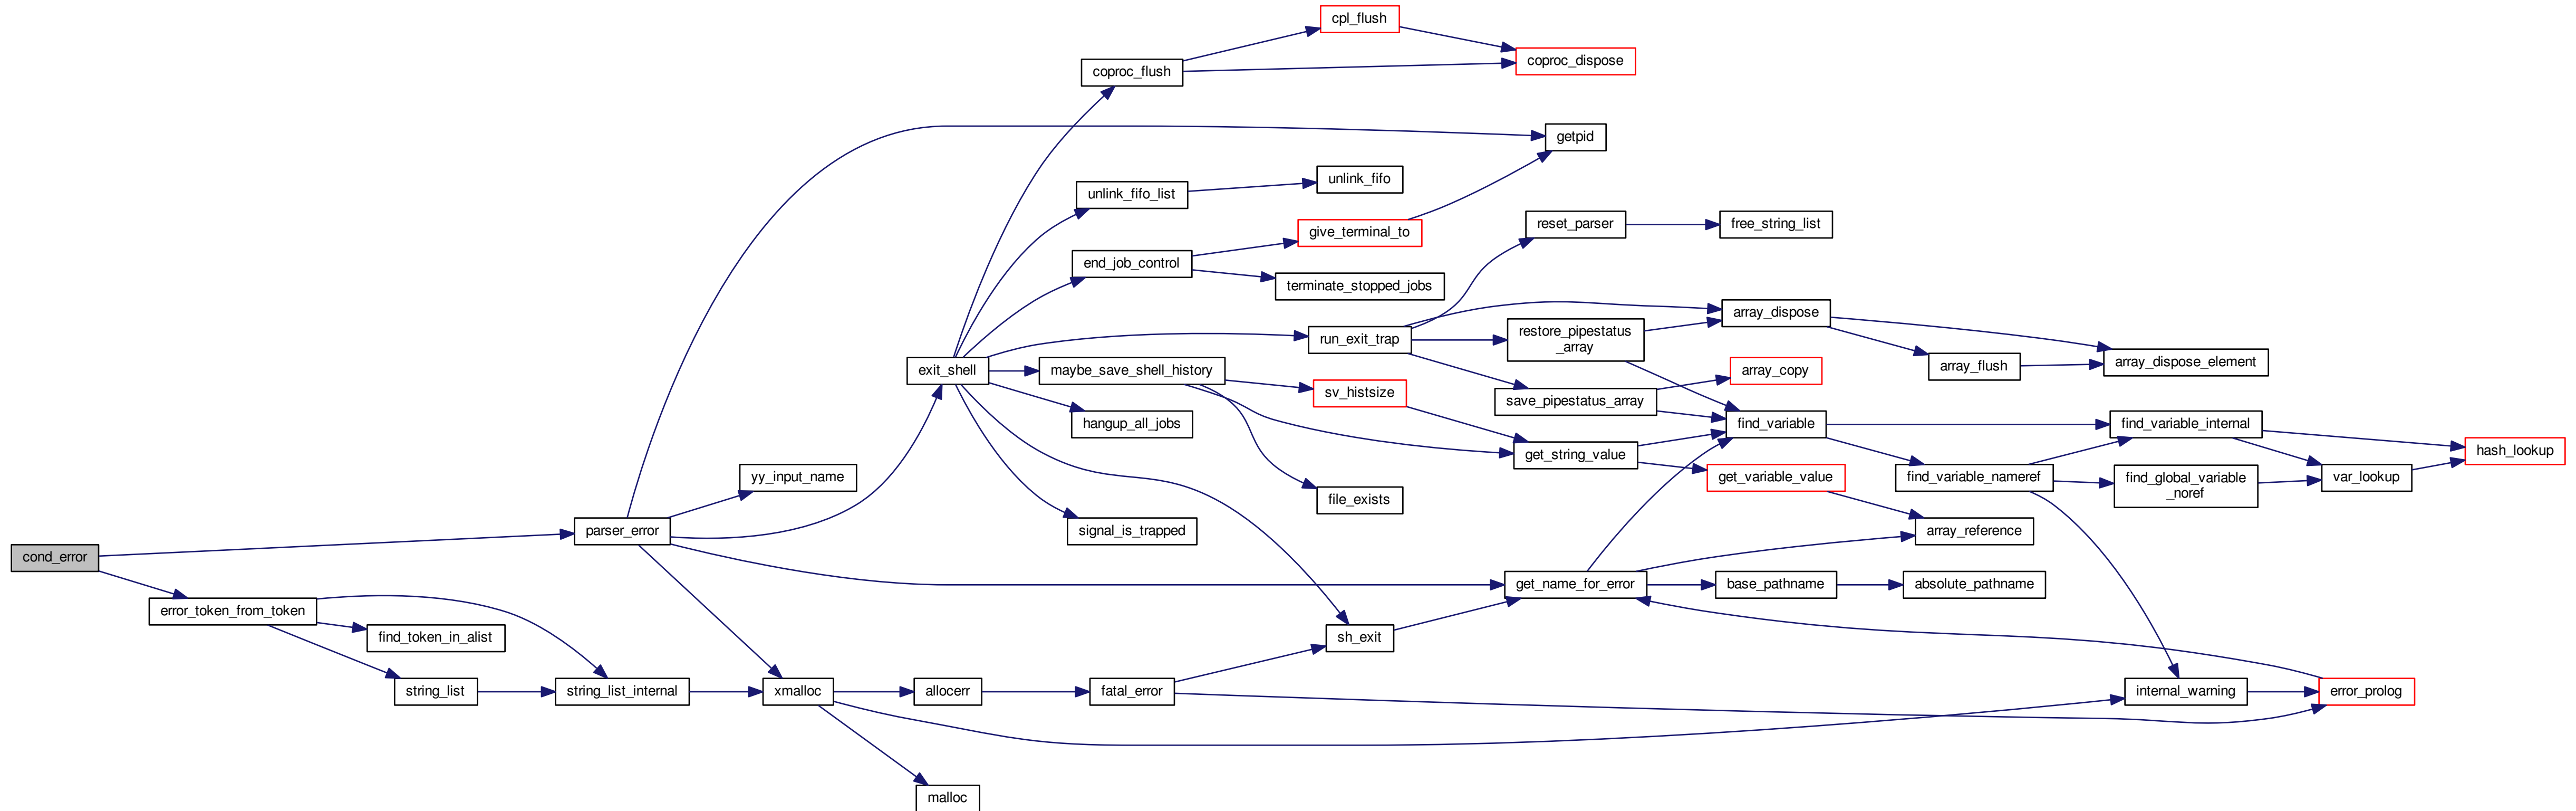 cpl_flush
coproc_dispose
coproc_flush
getpid
unlink_fifo
unlink_fifo_list
reset_parser
free_string_list
give_terminal_to
end_job_control
terminate_stopped_jobs
array_dispose
restore_pipestatus
_array
run_exit_trap
array_dispose_element
array_flush
exit_shell
maybe_save_shell_history
array_copy
sv_histsize
save_pipestatus_array
hangup_all_jobs
find_variable
find_variable_internal
get_string_value
hash_lookup
yy_input_name
get_variable_value
find_variable_nameref
find_global_variable
_noref
var_lookup
file_exists
parser_error
signal_is_trapped
array_reference
cond_error
get_name_for_error
base_pathname
absolute_pathname
error_token_from_token
find_token_in_alist
sh_exit
string_list
string_list_internal
xmalloc
allocerr
fatal_error
internal_warning
error_prolog
malloc